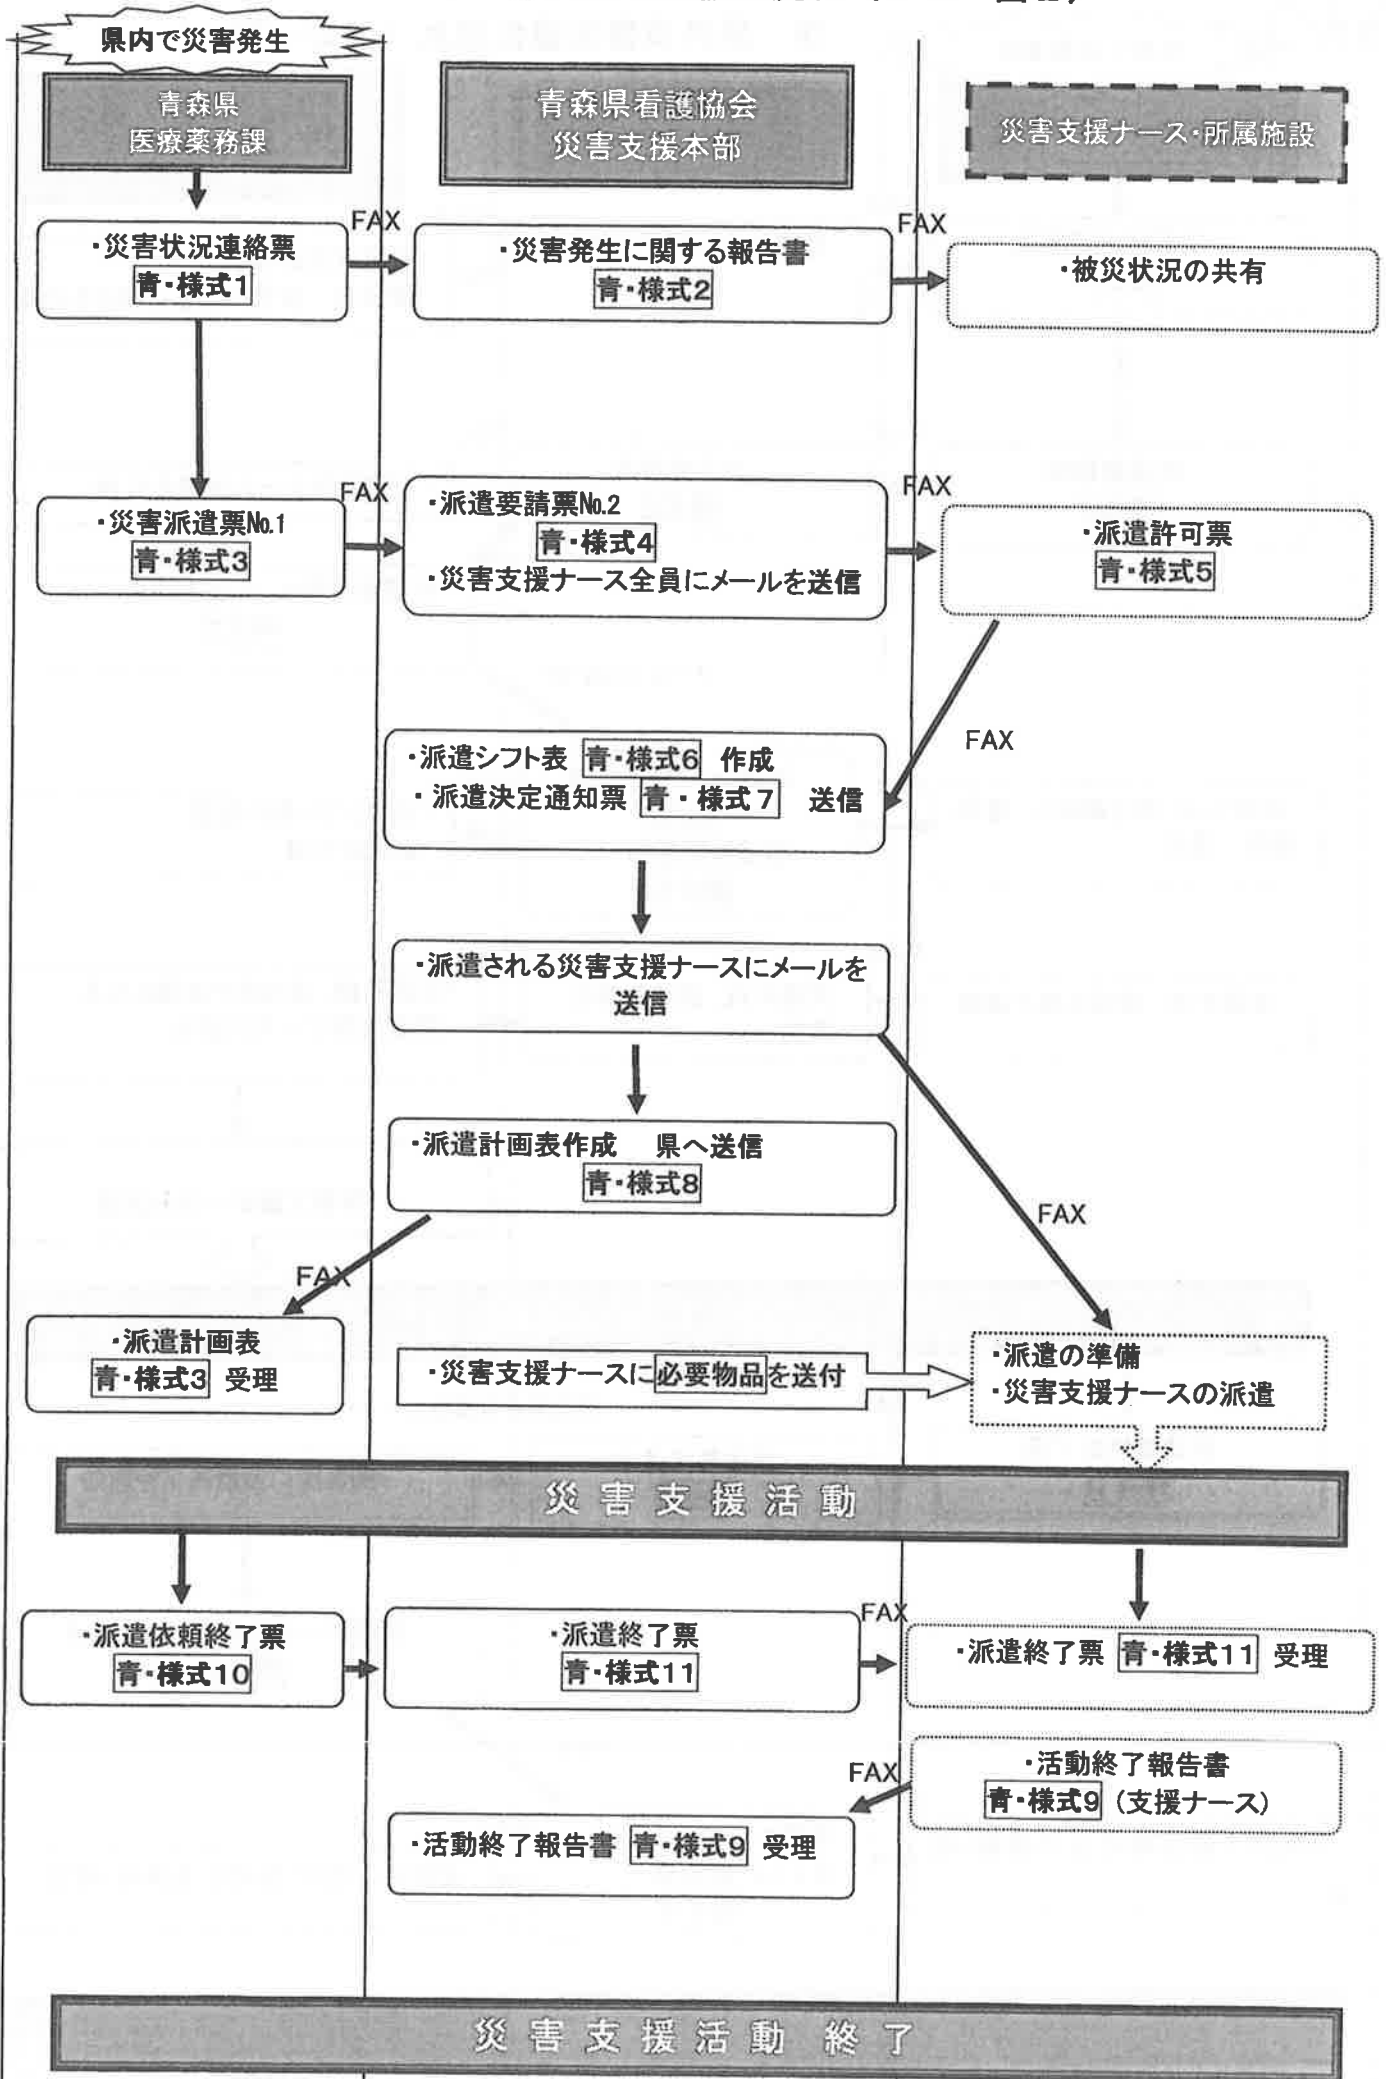 県内で災害発生
青森県
医療薬務課
青森県看護協会
災害支援本部
災害支援ナース・所属施設
FAX
FAX
・災害状況連絡票
青・様式1
・災害発生に関する報告書
青・様式2
・被災状況の共有
FAX
FAX
・災害派遣票№1
青・様式3
・派遣要請票№2
青・様式4
・災害支援ナース全員にメールを送信
・派遣許可票
青・様式5
FAX
・派遣シフト表 青・様式6 作成
・派遣決定通知票 青・様式7 送信
・派遣される災害支援ナースにメールを
送信
・派遣計画表作成 県へ送信
青・様式8
FAX
FAX
・派遣計画表
青・様式3 受理
・災害支援ナースに必要物品を送付
・派遣の準備
・災害支援ナースの派遣
災害支援活動
・派遣依頼終了票
青・様式10
・派遣終了票
青・様式11
FAX
・派遣終了票 青・様式11 受理
FAX
・活動終了報告書
青・様式9 (支援ナース)
・活動終了報告書 青・様式9 受理
災害支援活動 終了